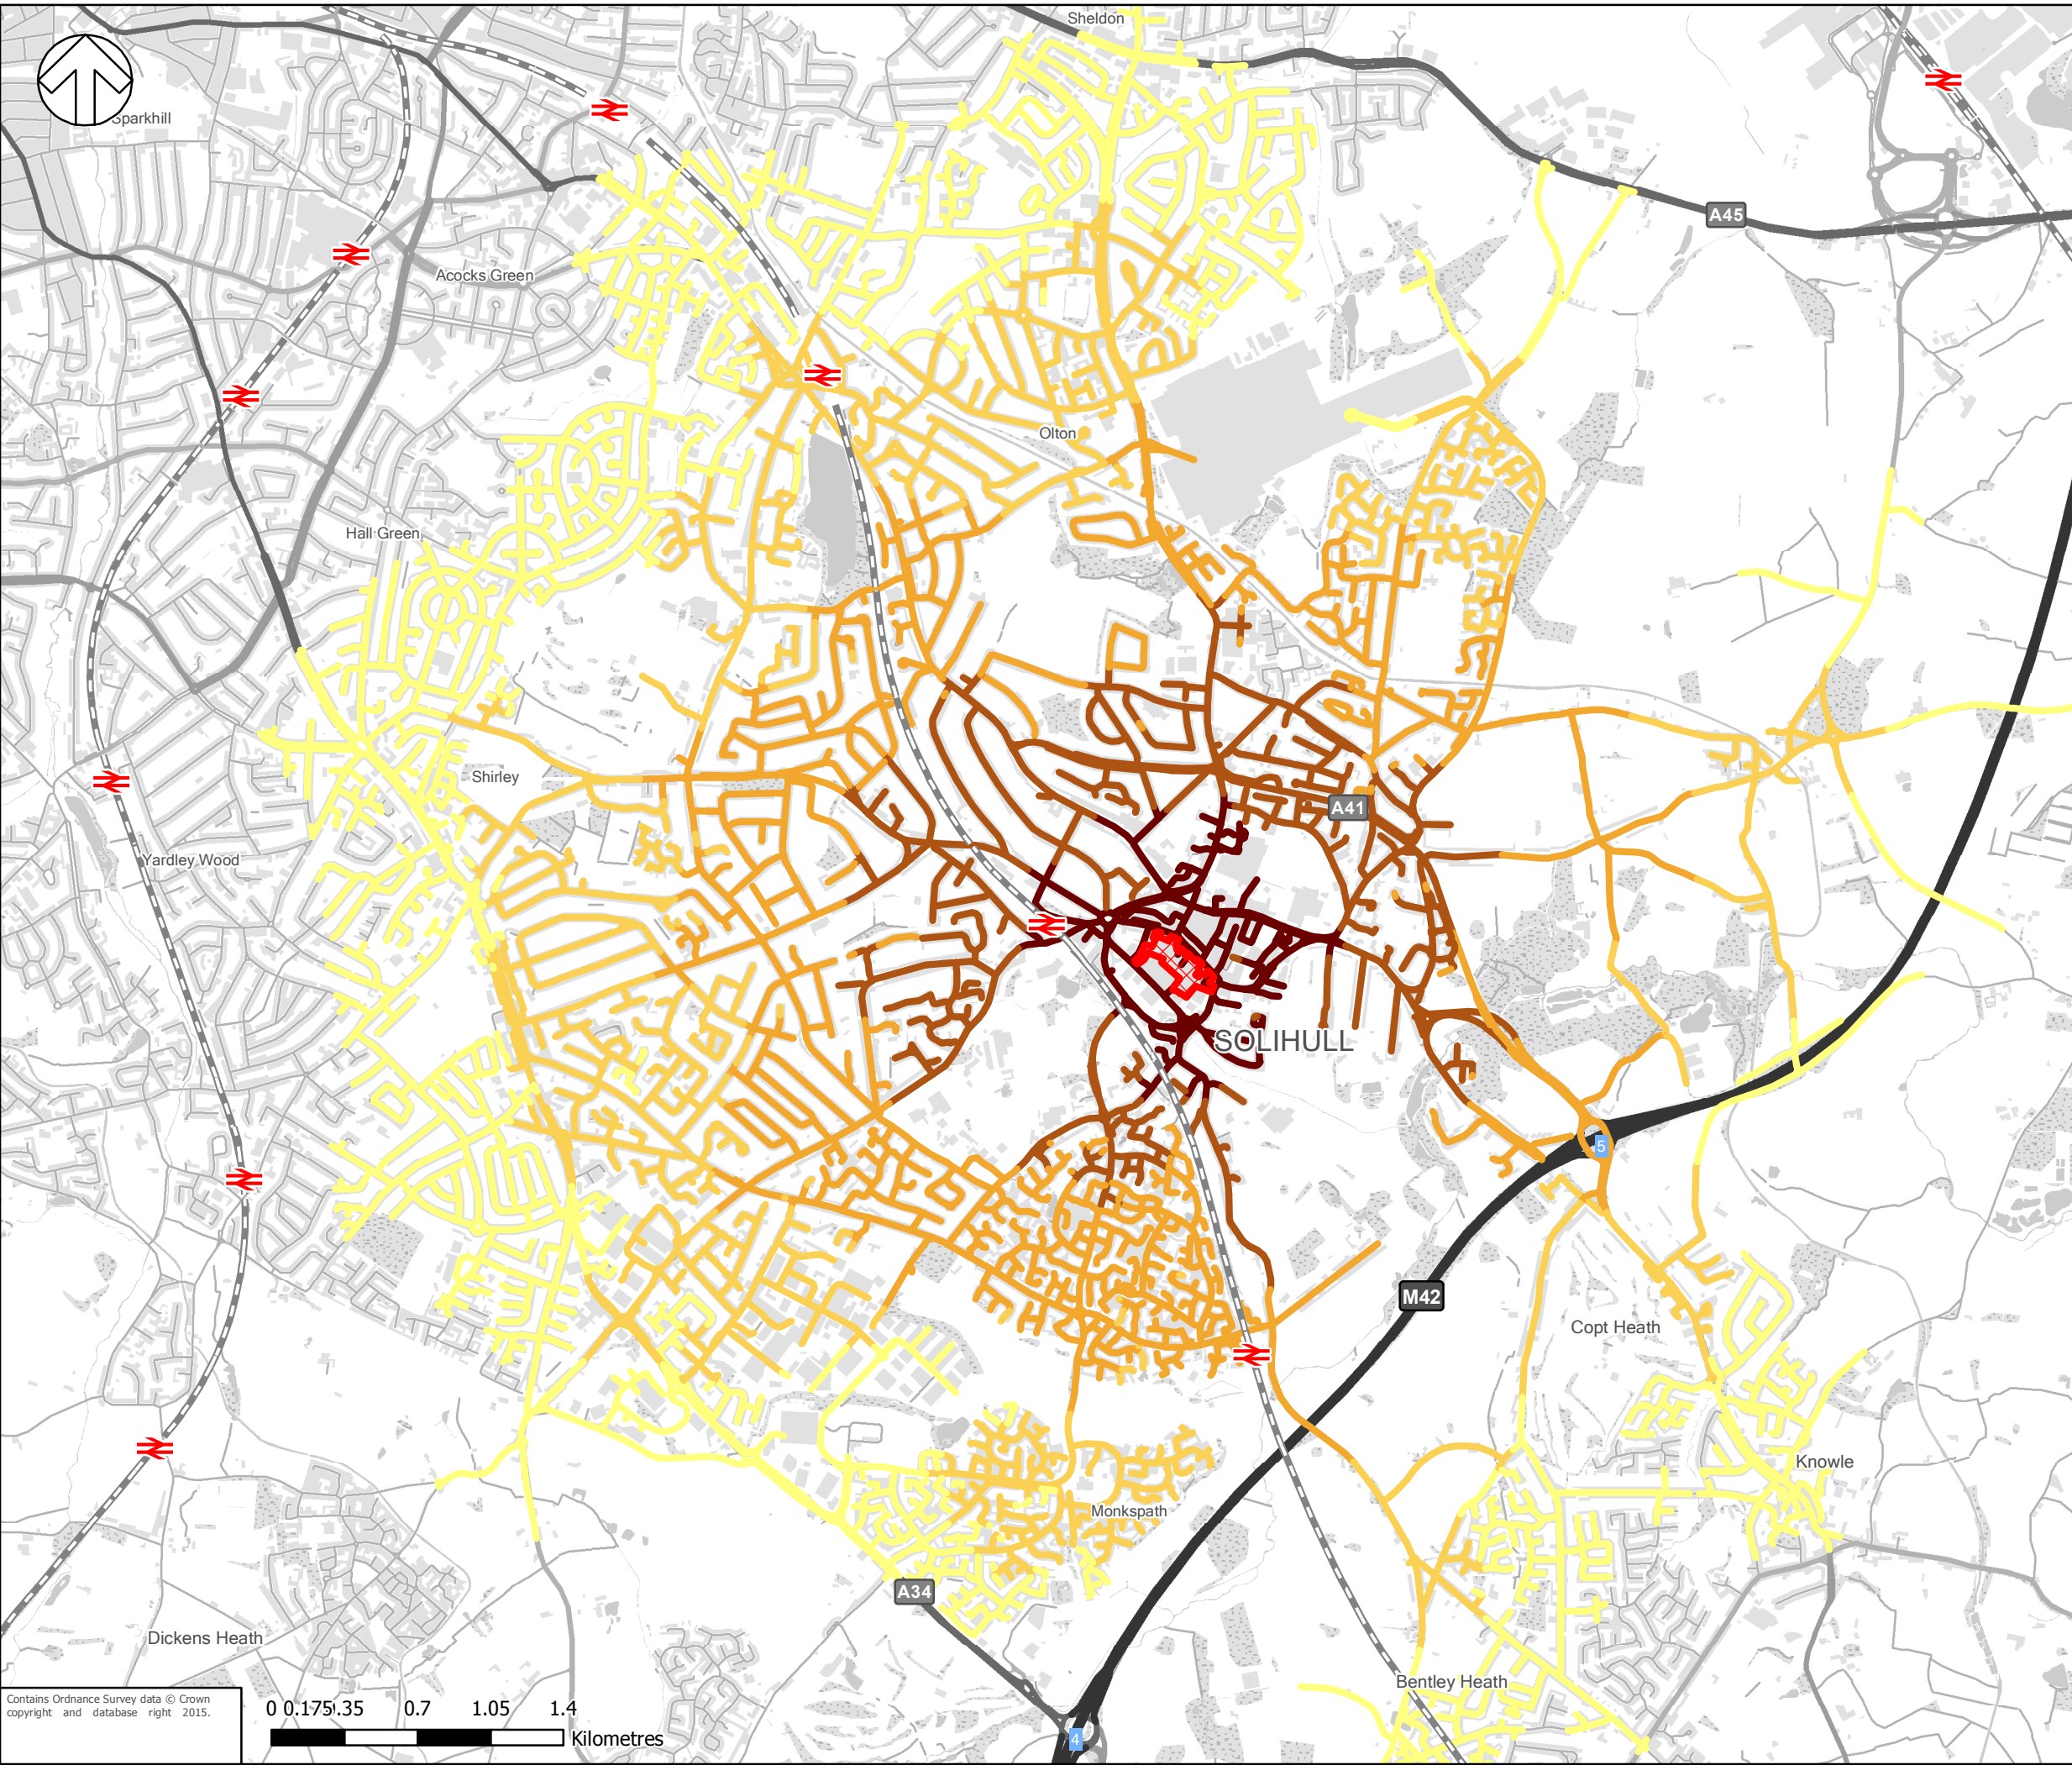 Sheldon
Sparkhill
A45
Acocks Green
Olton
Hall Green
Shirley
A41
Yardley Wood
SOLIHULL
5
M42
Copt Heath
Knowle
Monkspath
A34
Dickens Heath
Bentley Heath
Contains Ordnance Survey data © Crown
copyright and database right 2015.
0 0.175 0.35 0.7 1.05 1.4
Kilometres
4